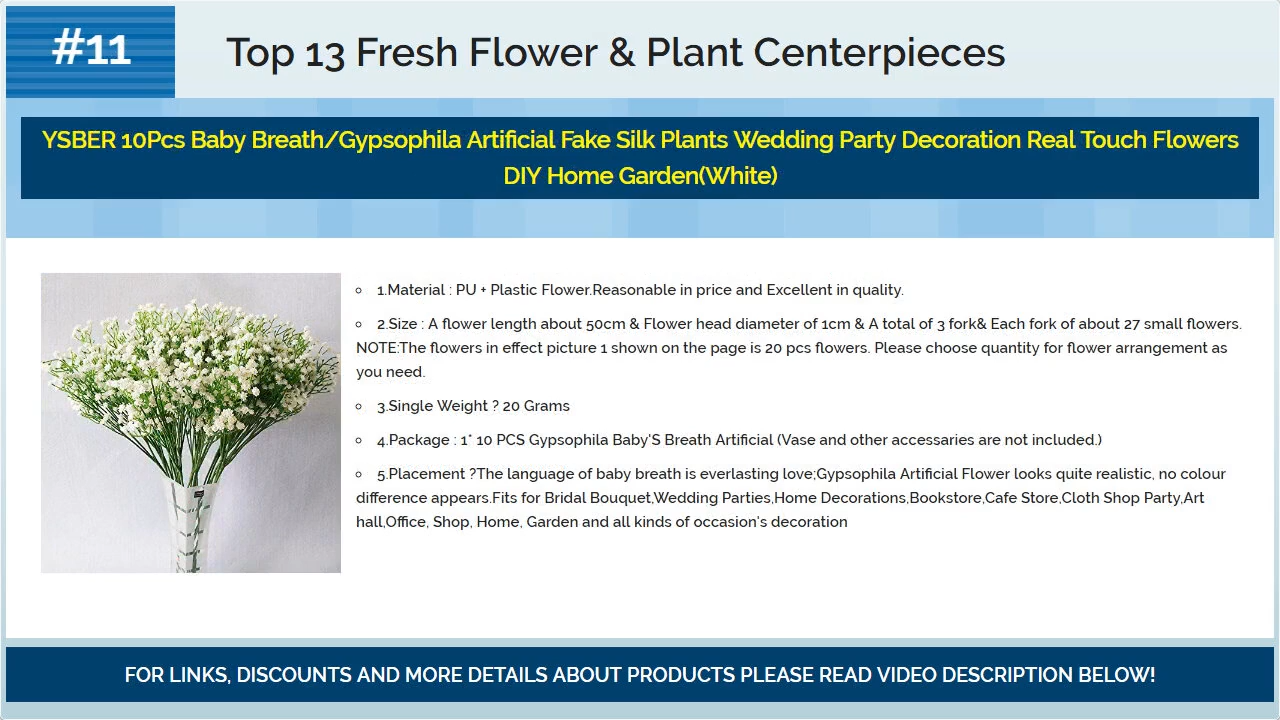 #11
Top 13 Fresh Flower & Plant Centerpieces
YSBER 10Pcs Baby Breath/Gypsophila Artificial Fake Silk Plants Wedding Party Decoration Real Touch Flowers
DIY Home Garden(White)
1.Material : PU + Plastic Flower.Reasonable in price and Excellent in quality.
2.Size : A flower length about 50cm & Flower head diameter of 1cm & A total of 3 fork& Each fork of about 27 small flowers.
NOTE:The flowers in effect picture 1 shown on the page is 20 pcs flowers. Please choose quantity for flower arrangement as
you need.
3.Single Weight ? 20 Grams
4.Package : 1* 10 PCS Gypsophila Baby'S Breath Artificial (Vase and other accessaries are not included.)
5.Placement ?The language of baby breath is everlasting love;Gypsophila Artificial Flower looks quite realistic, no colour
difference appears.Fits for Bridal Bouquet,Wedding Parties,Home Decorations,Bookstore,Cafe Store,Cloth Shop Party,Art
hall,Office, Shop, Home, Garden and all kinds of occasion's decoration
FOR LINKS, DISCOUNTS AND MORE DETAILS ABOUT PRODUCTS PLEASE READ VIDEO DESCRIPTION BELOW!